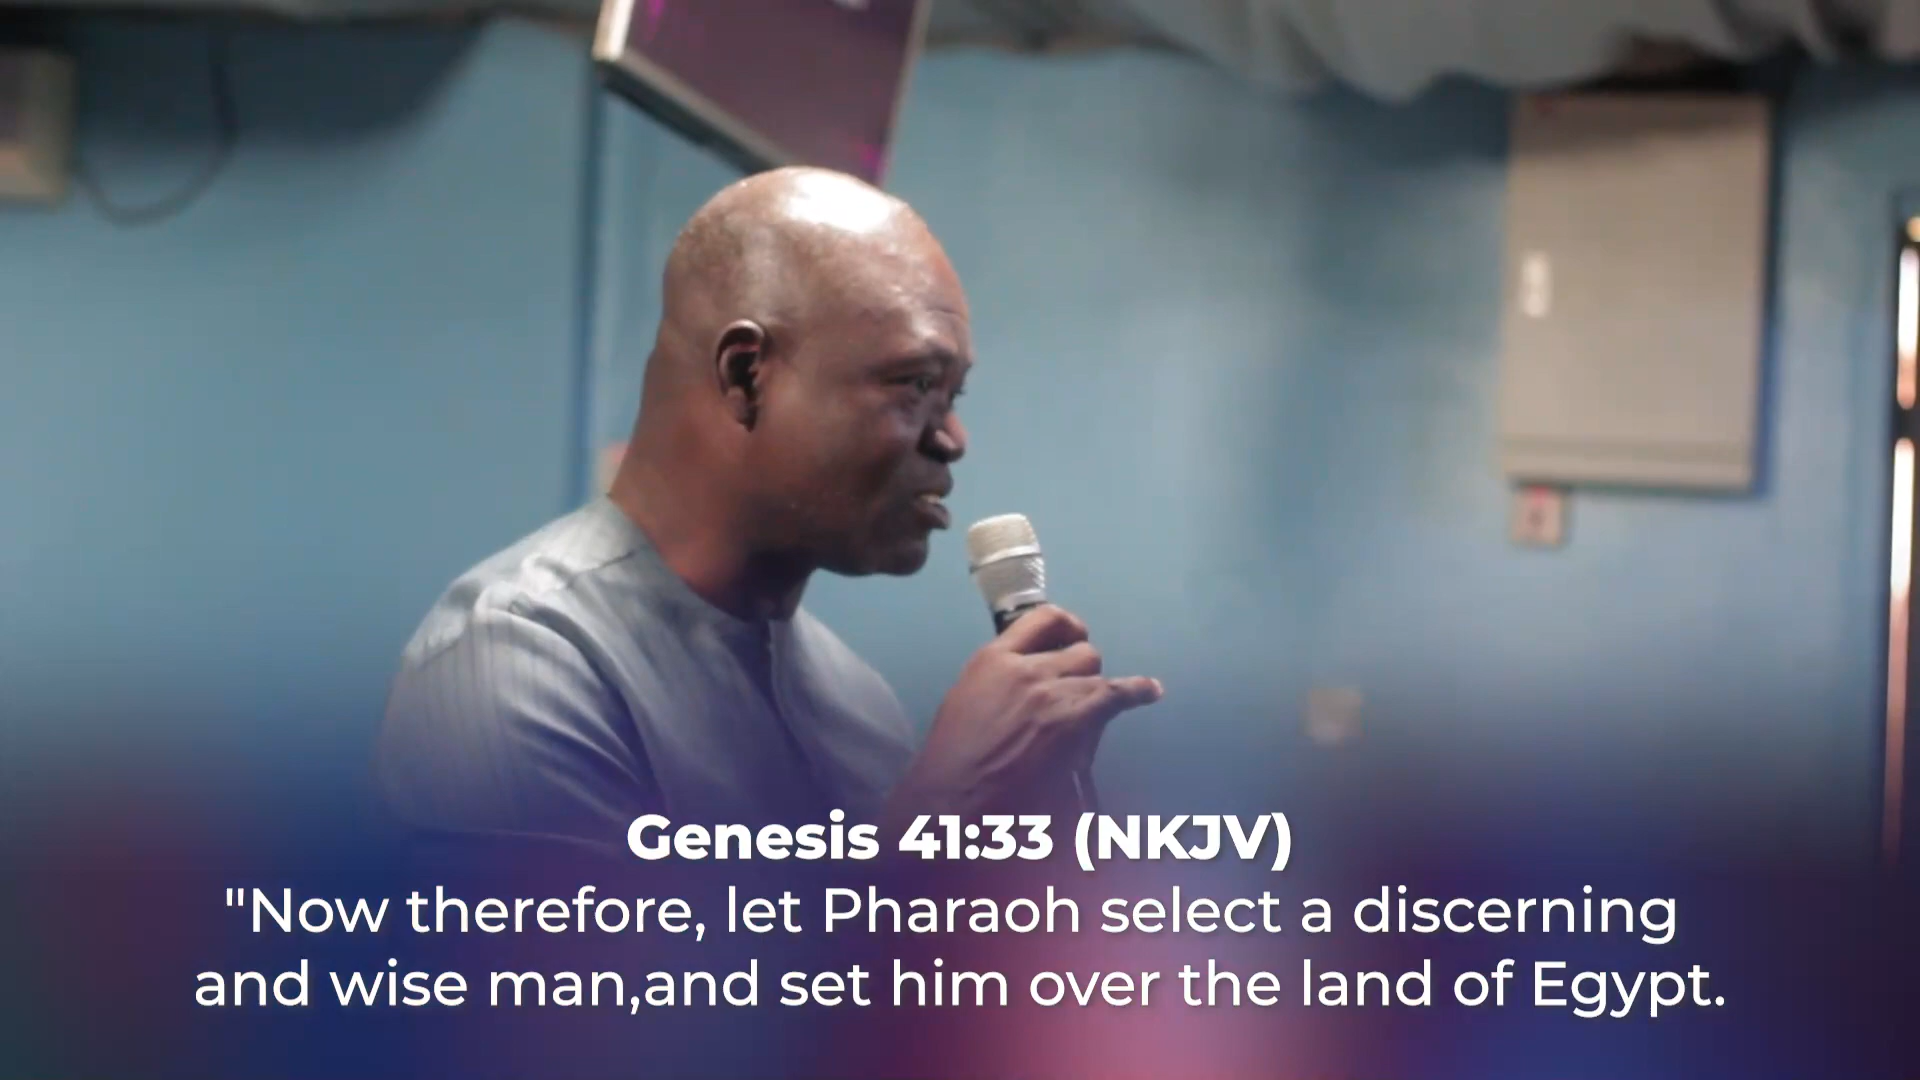 Genesis 41:33 (NKJV)
"Now therefore, let Pharaoh select a discerning
and wise man,and set him over the land of Egypt.